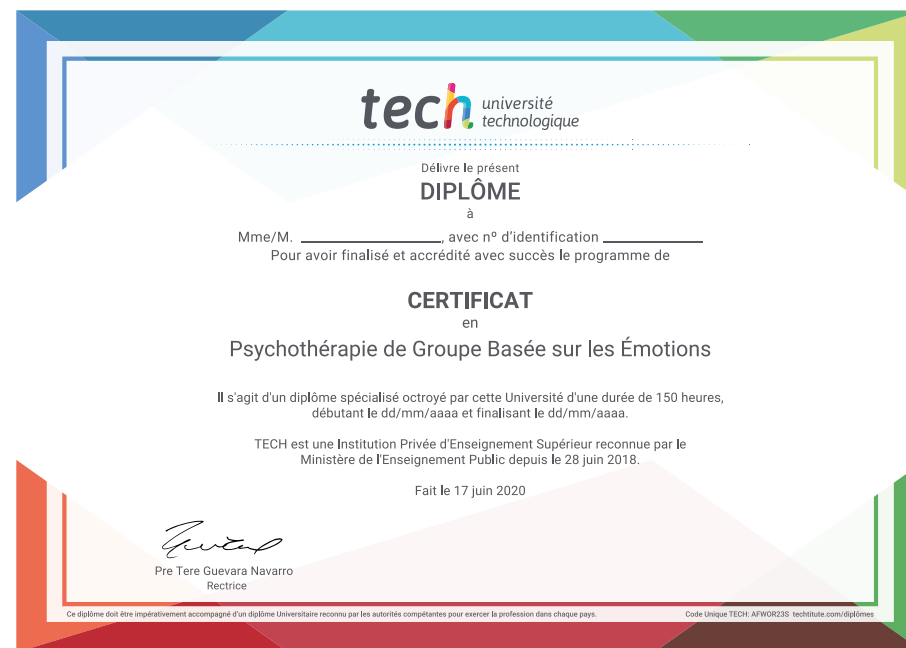 tech université
technologique
Délivre le présent
DIPLÔME
à
Mme/M. ____________________, avec nº d'identification ______________
Pour avoir finalisé et accrédité avec succès le programme de
CERTIFICAT
en
Psychothérapie de Groupe Basée sur les Émotions
Il s'agit d'un diplôme spécialisé octroyé par cette Université d'une durée de 150 heures,
débutant le dd/mm/aaaa et finalisant le dd/mm/aaaa.
TECH est une Institution Privée d'Enseignement Supérieur reconnue par le
Ministère de l'Enseignement Public depuis le 28 juin 2018.
Fait le 17 juin 2020
Pre Tere Guevara Navarro
Rectrice
Ce diplôme doit être impérativement accompagné d'un diplôme Universitaire reconnu par les autorités compétentes pour exercer la profession dans chaque pays.
Code Unique TECH: AFWOR23S techtitute.com/diplômes